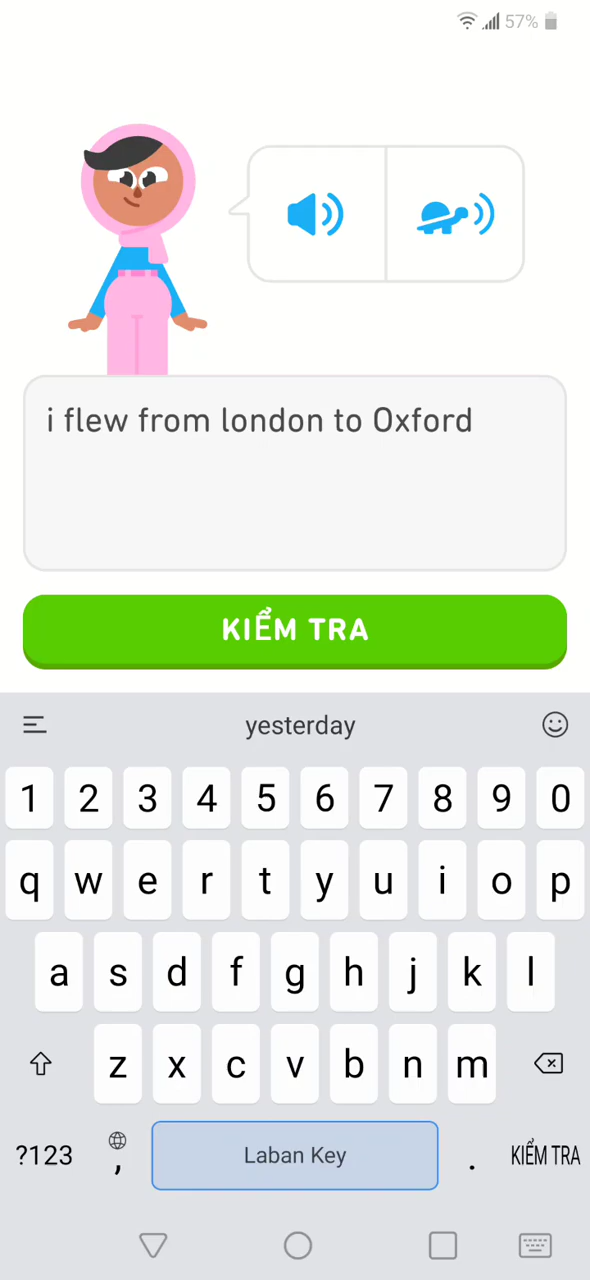 57%
i flew from london to Oxford
KIỂM TRA
yesterday
1 2 3 4 5 6 7 8 9 0
q w e r t y u i o p
a s d f g h j k l
z x c v b n m
?123 , Laban Key . KIỂM TRA